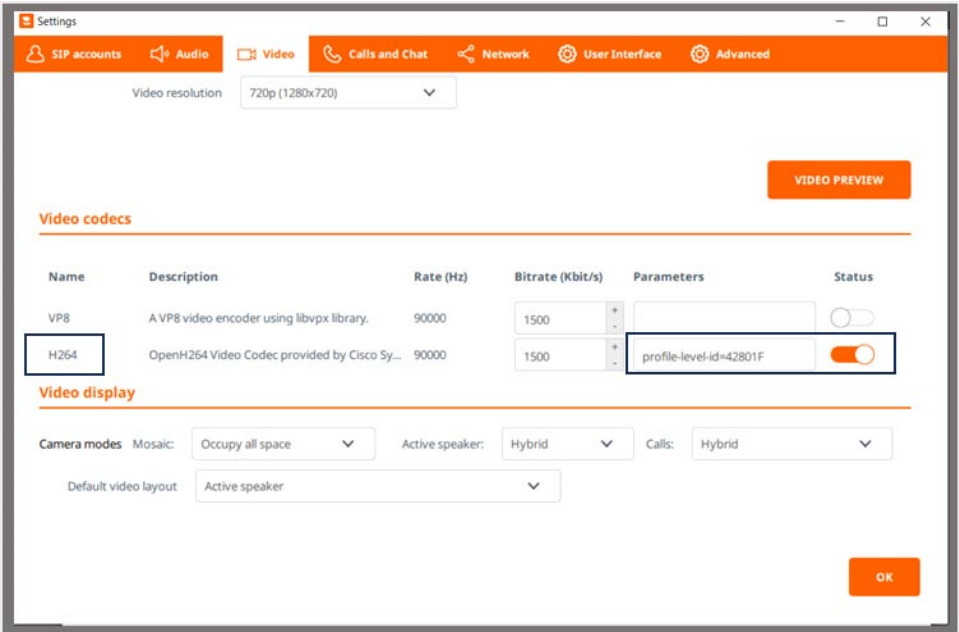 Settings
SIP accounts Audio Video Calls and Chat Network User Interface Advanced
Video resolution 720p (1280x720)
VIDEO PREVIEW
Video codecs
Name Description Rate (Hz) Bitrate (Kbit/s) Parameters Status
VP8 A VP8 video encoder using libvpx library. 90000 1500 + -
H264 OpenH264 Video Codec provided by Cisco Sy... 90000 1500 + - profile-level-id=42801F
Video display
Camera modes Mosaic: Occupy all space Active speaker: Hybrid Calls: Hybrid
Default video layout Active speaker
OK